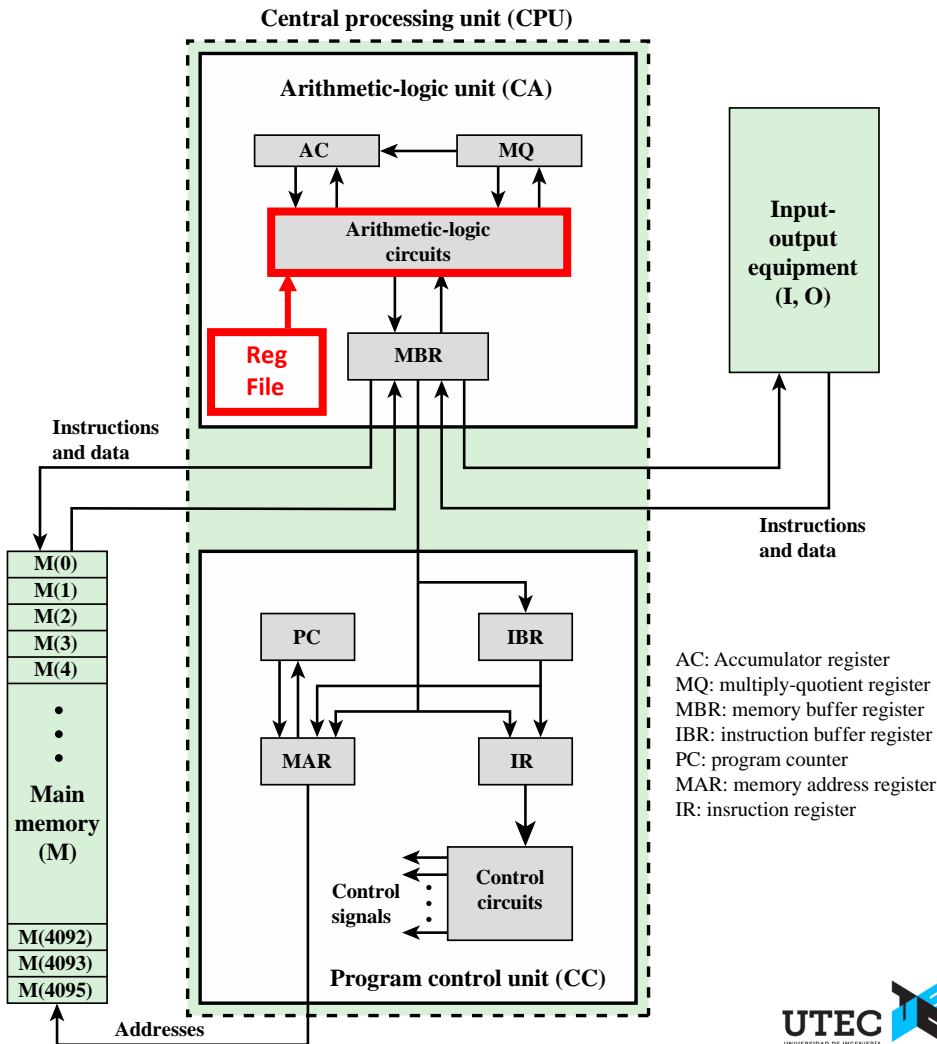 Central processing unit (CPU)
Arithmetic-logic unit (CA)
AC
MQ
Arithmetic-logic
circuits
Reg
File
MBR
Input-
output
equipment
(I, O)
Instructions
and data
Instructions
and data
M(0)
M(1)
M(2)
M(3)
M(4)
Main
memory
(M)
M(4092)
M(4093)
M(4095)
PC
IBR
MAR
IR
Control
signals
Control
circuits
Program control unit (CC)
Addresses
AC: Accumulator register
MQ: multiply-quotient register
MBR: memory buffer register
IBR: instruction buffer register
PC: program counter
MAR: memory address register
IR: insruction register
UTEC
UNIVERSIDAD DE INGENIERÍA